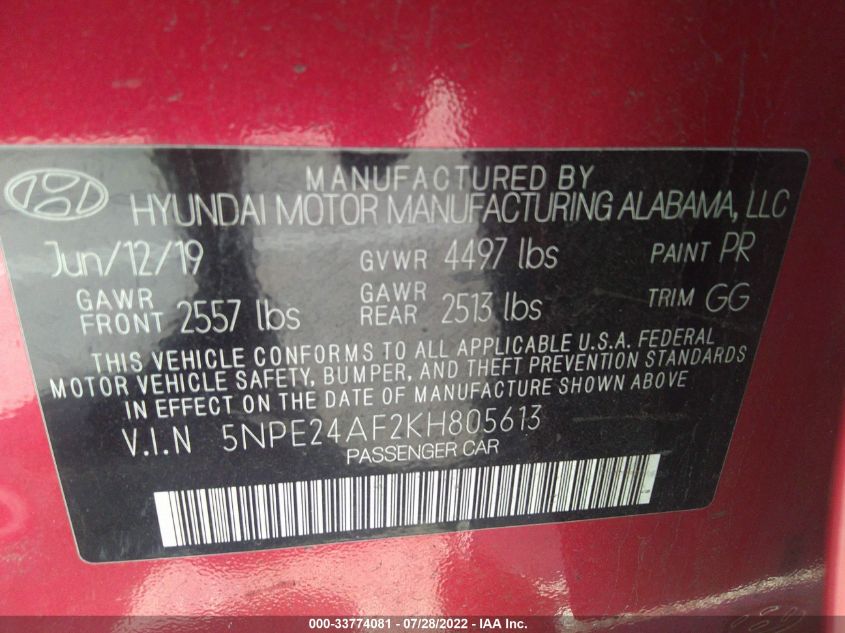 MANUFACTURED BY
HYUNDAI MOTOR MANUFACTURING ALABAMA, LLC
Jun/12/19 GVWR 4497 lbs PAINT PR
GAWR FRONT 2557 lbs GAWR REAR 2513 lbs TRIM GG
THIS VEHICLE CONFORMS TO ALL APPLICABLE U.S.A. FEDERAL
MOTOR VEHICLE SAFETY, BUMPER, AND THEFT PREVENTION STANDARDS
IN EFFECT ON THE DATE OF MANUFACTURE SHOWN ABOVE
V.I.N 5NPE24AF2KH805613
PASSENGER CAR
000-33774081 - 07/28/2022 - IAA Inc.